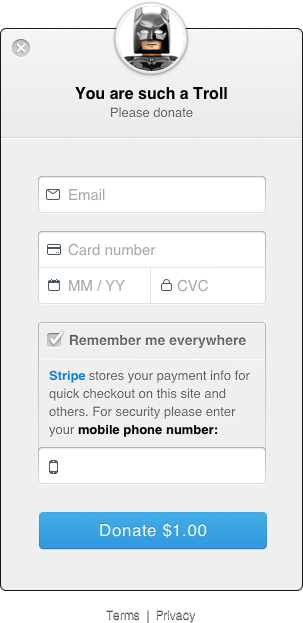 You are such a Troll
Please donate
Email
Card number
MM / YY
CVC
Remember me everywhere
Stripe stores your payment info for
quick checkout on this site and
others. For security please enter
your mobile phone number:
Donate $1.00
Terms | Privacy